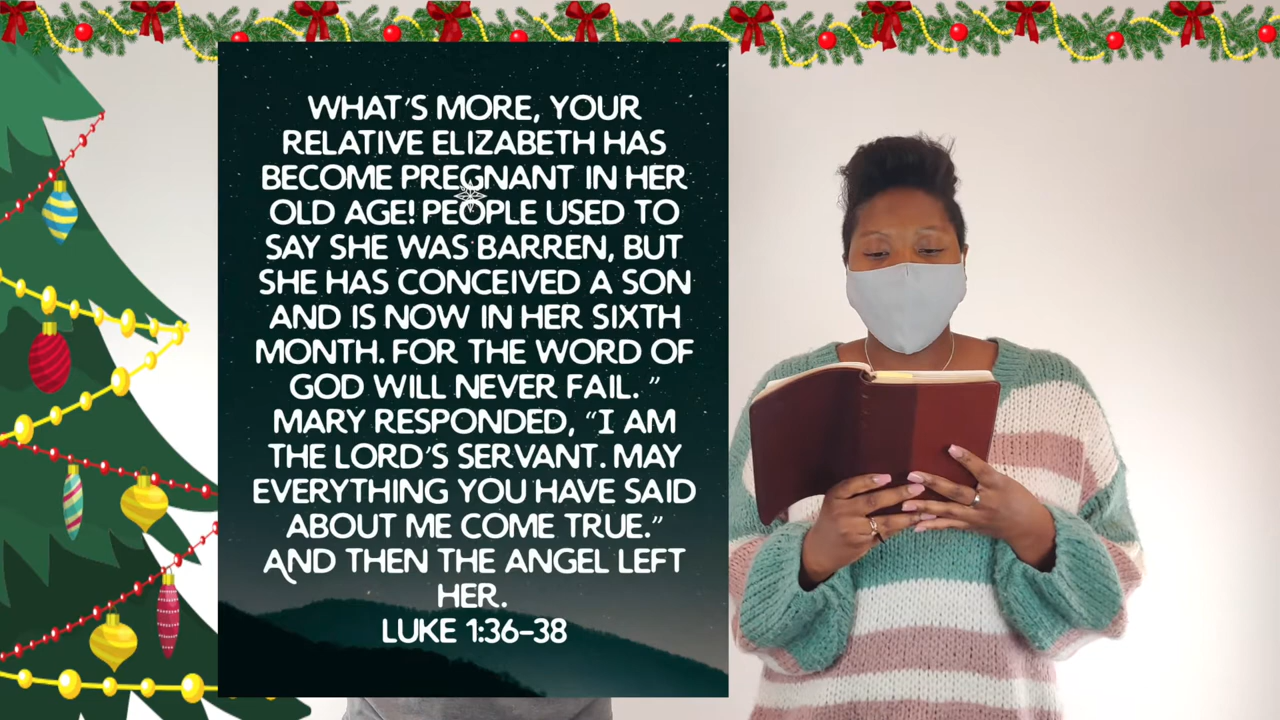 WHAT'S MORE, YOUR
RELATIVE ELIZABETH HAS
BECOME PREGNANT IN HER
OLD AGE! PEOPLE USED TO
SAY SHE WAS BARREN, BUT
SHE HAS CONCEIVED A SON
AND IS NOW IN HER SIXTH
MONTH. FOR THE WORD OF
GOD WILL NEVER FAIL. ”
MARY RESPONDED, “I AM
THE LORD'S SERVANT. MAY
EVERYTHING YOU HAVE SAID
ABOUT ME COME TRUE.”
AND THEN THE ANGEL LEFT
HER.
LUKE 1:36-38